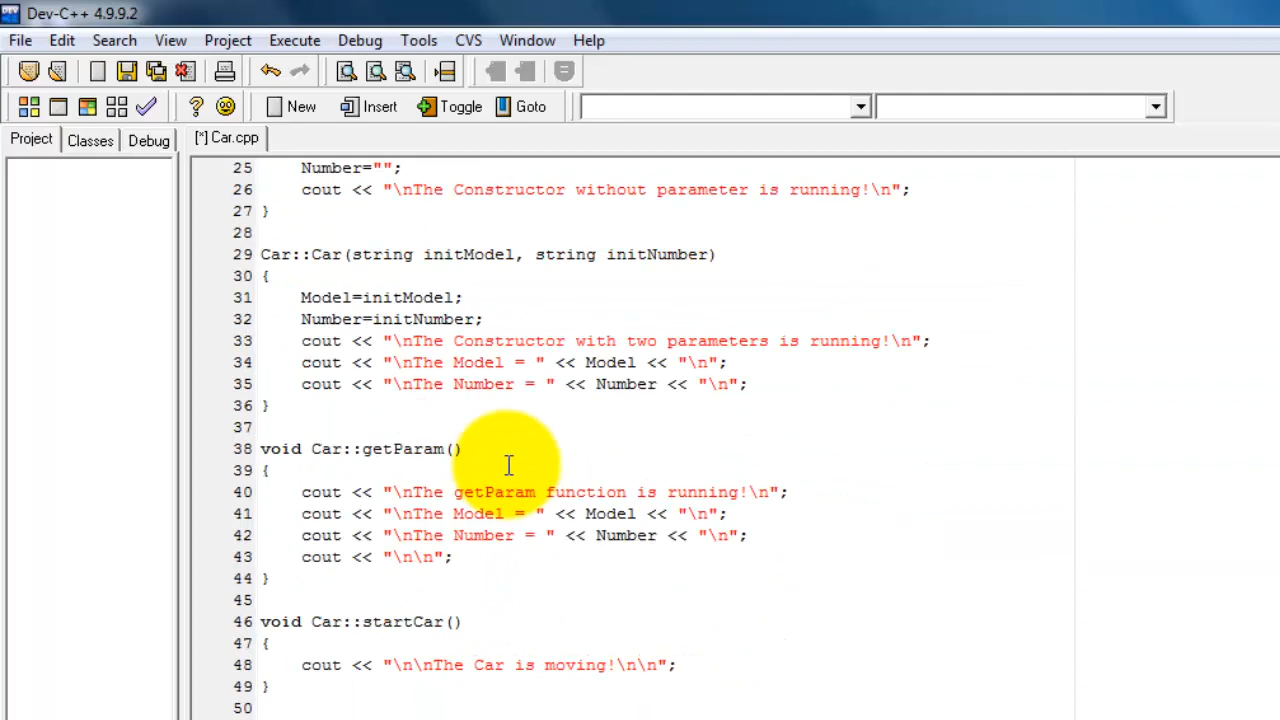 Dev-C++ 4.9.9.2
File Edit Search View Project Execute Debug Tools CVS Window Help
New Insert Toggle Goto
Project Classes Debug [*] Car.cpp
25 Number="";
26 cout << "\nThe Constructor without parameter is running!\n";
27 }
28
29 Car::Car(string initModel, string initNumber)
30 {
31 Model=initModel;
32 Number=initNumber;
33 cout << "\nThe Constructor with two parameters is running!\n";
34 cout << "\nThe Model = " << Model << "\n";
35 cout << "\nThe Number = " << Number << "\n";
36 }
37
38 void Car::getParam()
39 {
40 cout << "\nThe getParam function is running!\n";
41 cout << "\nThe Model = " << Model << "\n";
42 cout << "\nThe Number = " << Number << "\n";
43 cout << "\n\n";
44 }
45
46 void Car::startCar()
47 {
48 cout << "\n\nThe Car is moving!\n\n";
49 }
50